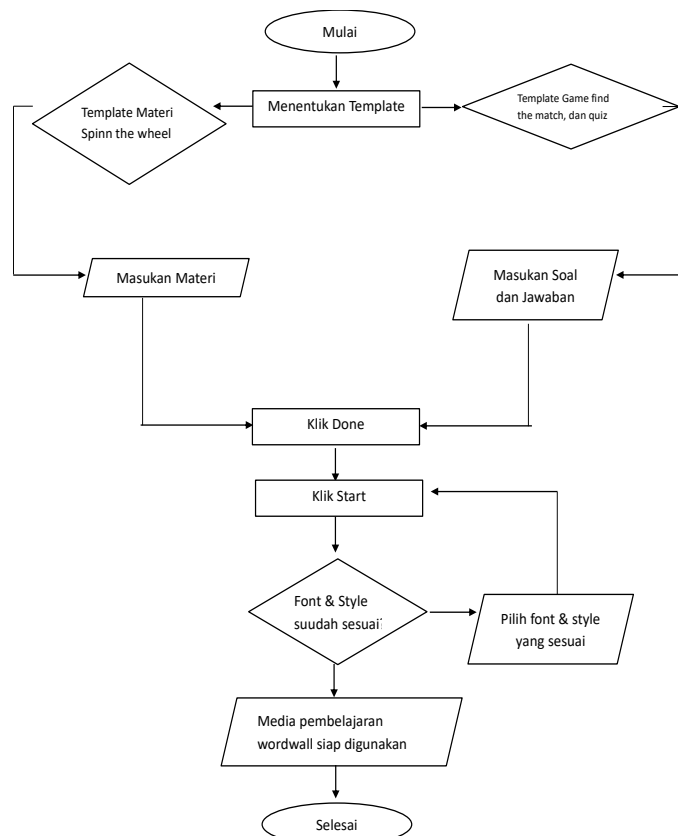 Mulai
Template Materi
Spinn the wheel
Menentukan Template
Template Game find
the match, dan quiz
Masukan Materi
Masukan Soal
dan Jawaban
Klik Done
Klik Start
Font & Style
suudah sesuai?
Pilih font & style
yang sesuai
Media pembelajaran
wordwall siap digunakan
Selesai